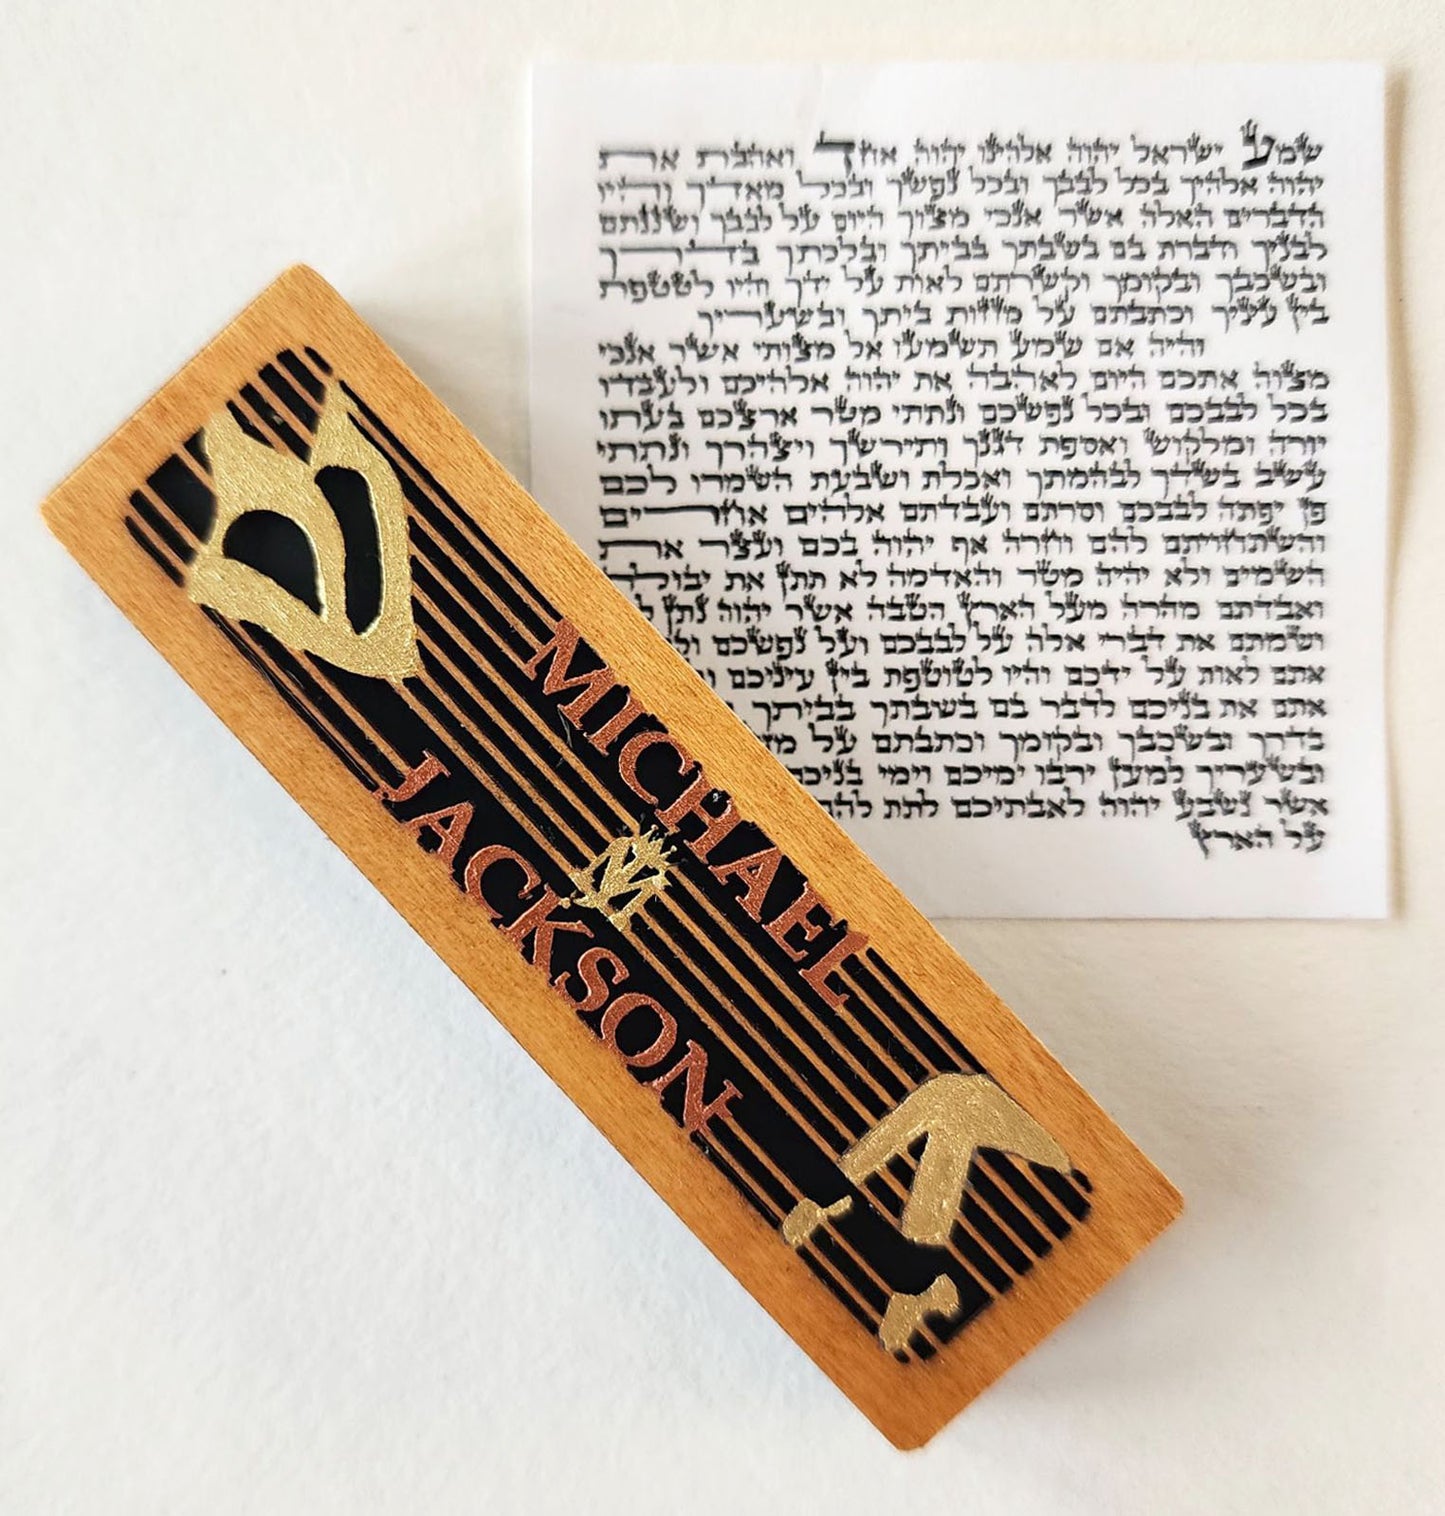 שמע ישראל יהוה אלהינו יהוה אחד ואהבת את
יהוה אלהיך בכל לבבך ובכל נפשך ובכל מאדך והיו
הדברים האלה אשר אנכי מצוך היום על לבבך ושננתם
לבניך ודברת בם בשבתך בביתך ובלכתך בדרך
ובשכבך ובקומך וקשרתם לאות על ידך והיו לטטפת
בין עיניך וכתבתם על מזזות ביתך ובשעריך
והיה אם שמע תשמעו אל מצותי אשר אנכי
מצוה אתכם היום לאהבה את יהוה אלהיכם ולעבדו
בכל לבבכם ובכל נפשכם ונתתי מטר ארצכם בעתו
יורה ומלקוש ואספת דגנך ותירשך ויצהרך ונתתי
עשב בשדך לבהמתך ואכלת ושבעת השמרו לכם
פן יפתה לבבכם וסרתם ועבדתם אלהים אחרים
והשתחויתם להם וחרה אף יהוה בכם ועצר את
השמים ולא יהיה מטר והאדמה לא תתן את יבולה
ואבדתם מהרה מעל הארץ הטבה אשר יהוה נתן
ושמתם את דברי אלה על לבבכם ועל נפשכם
אתם לאות על ידכם והיו לטוטפת בין עיניכם
אתם את בניכם לדבר בם בשבתך בביתך
בדרך ובשכבך ובקומך וכתבתם על
ובשעריך למען ירבו ימיכם וימי בניכם
אשר נשבע יהוה לאבתיכם לתת
על הארץ
ש
MICHAEL
M
JACKSON